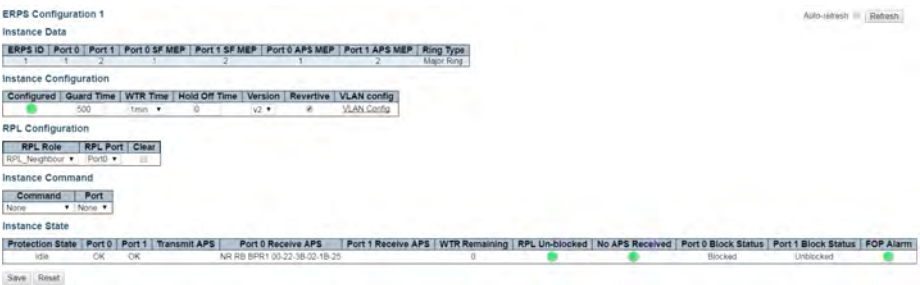 ERPS Configuration 1
Auto-refresh Refresh
Instance Data
ERPS ID Port 0 Port 1 Port 0 SF MEP Port 1 SF MEP Port 0 APS MEP Port 1 APS MEP Ring Type
1 1 2 1 2 1 2 Major Ring
Instance Configuration
Configured Guard Time WTR Time Hold Off Time Version Revertive VLAN config
500 1min 0 v2 VLAN Config
RPL Configuration
RPL Role RPL Port Clear
RPL_Neighbour Port0
Instance Command
Command Port
None None
Instance State
Protection State Port 0 Port 1 Transmit APS Port 0 Receive APS Port 1 Receive APS WTR Remaining RPL Un-blocked No APS Received Port 0 Block Status Port 1 Block Status FOP Alarm
Idle OK OK NR RB BPR1 00-22-3B-02-1B-25 0 Blocked Unblocked
Save Reset